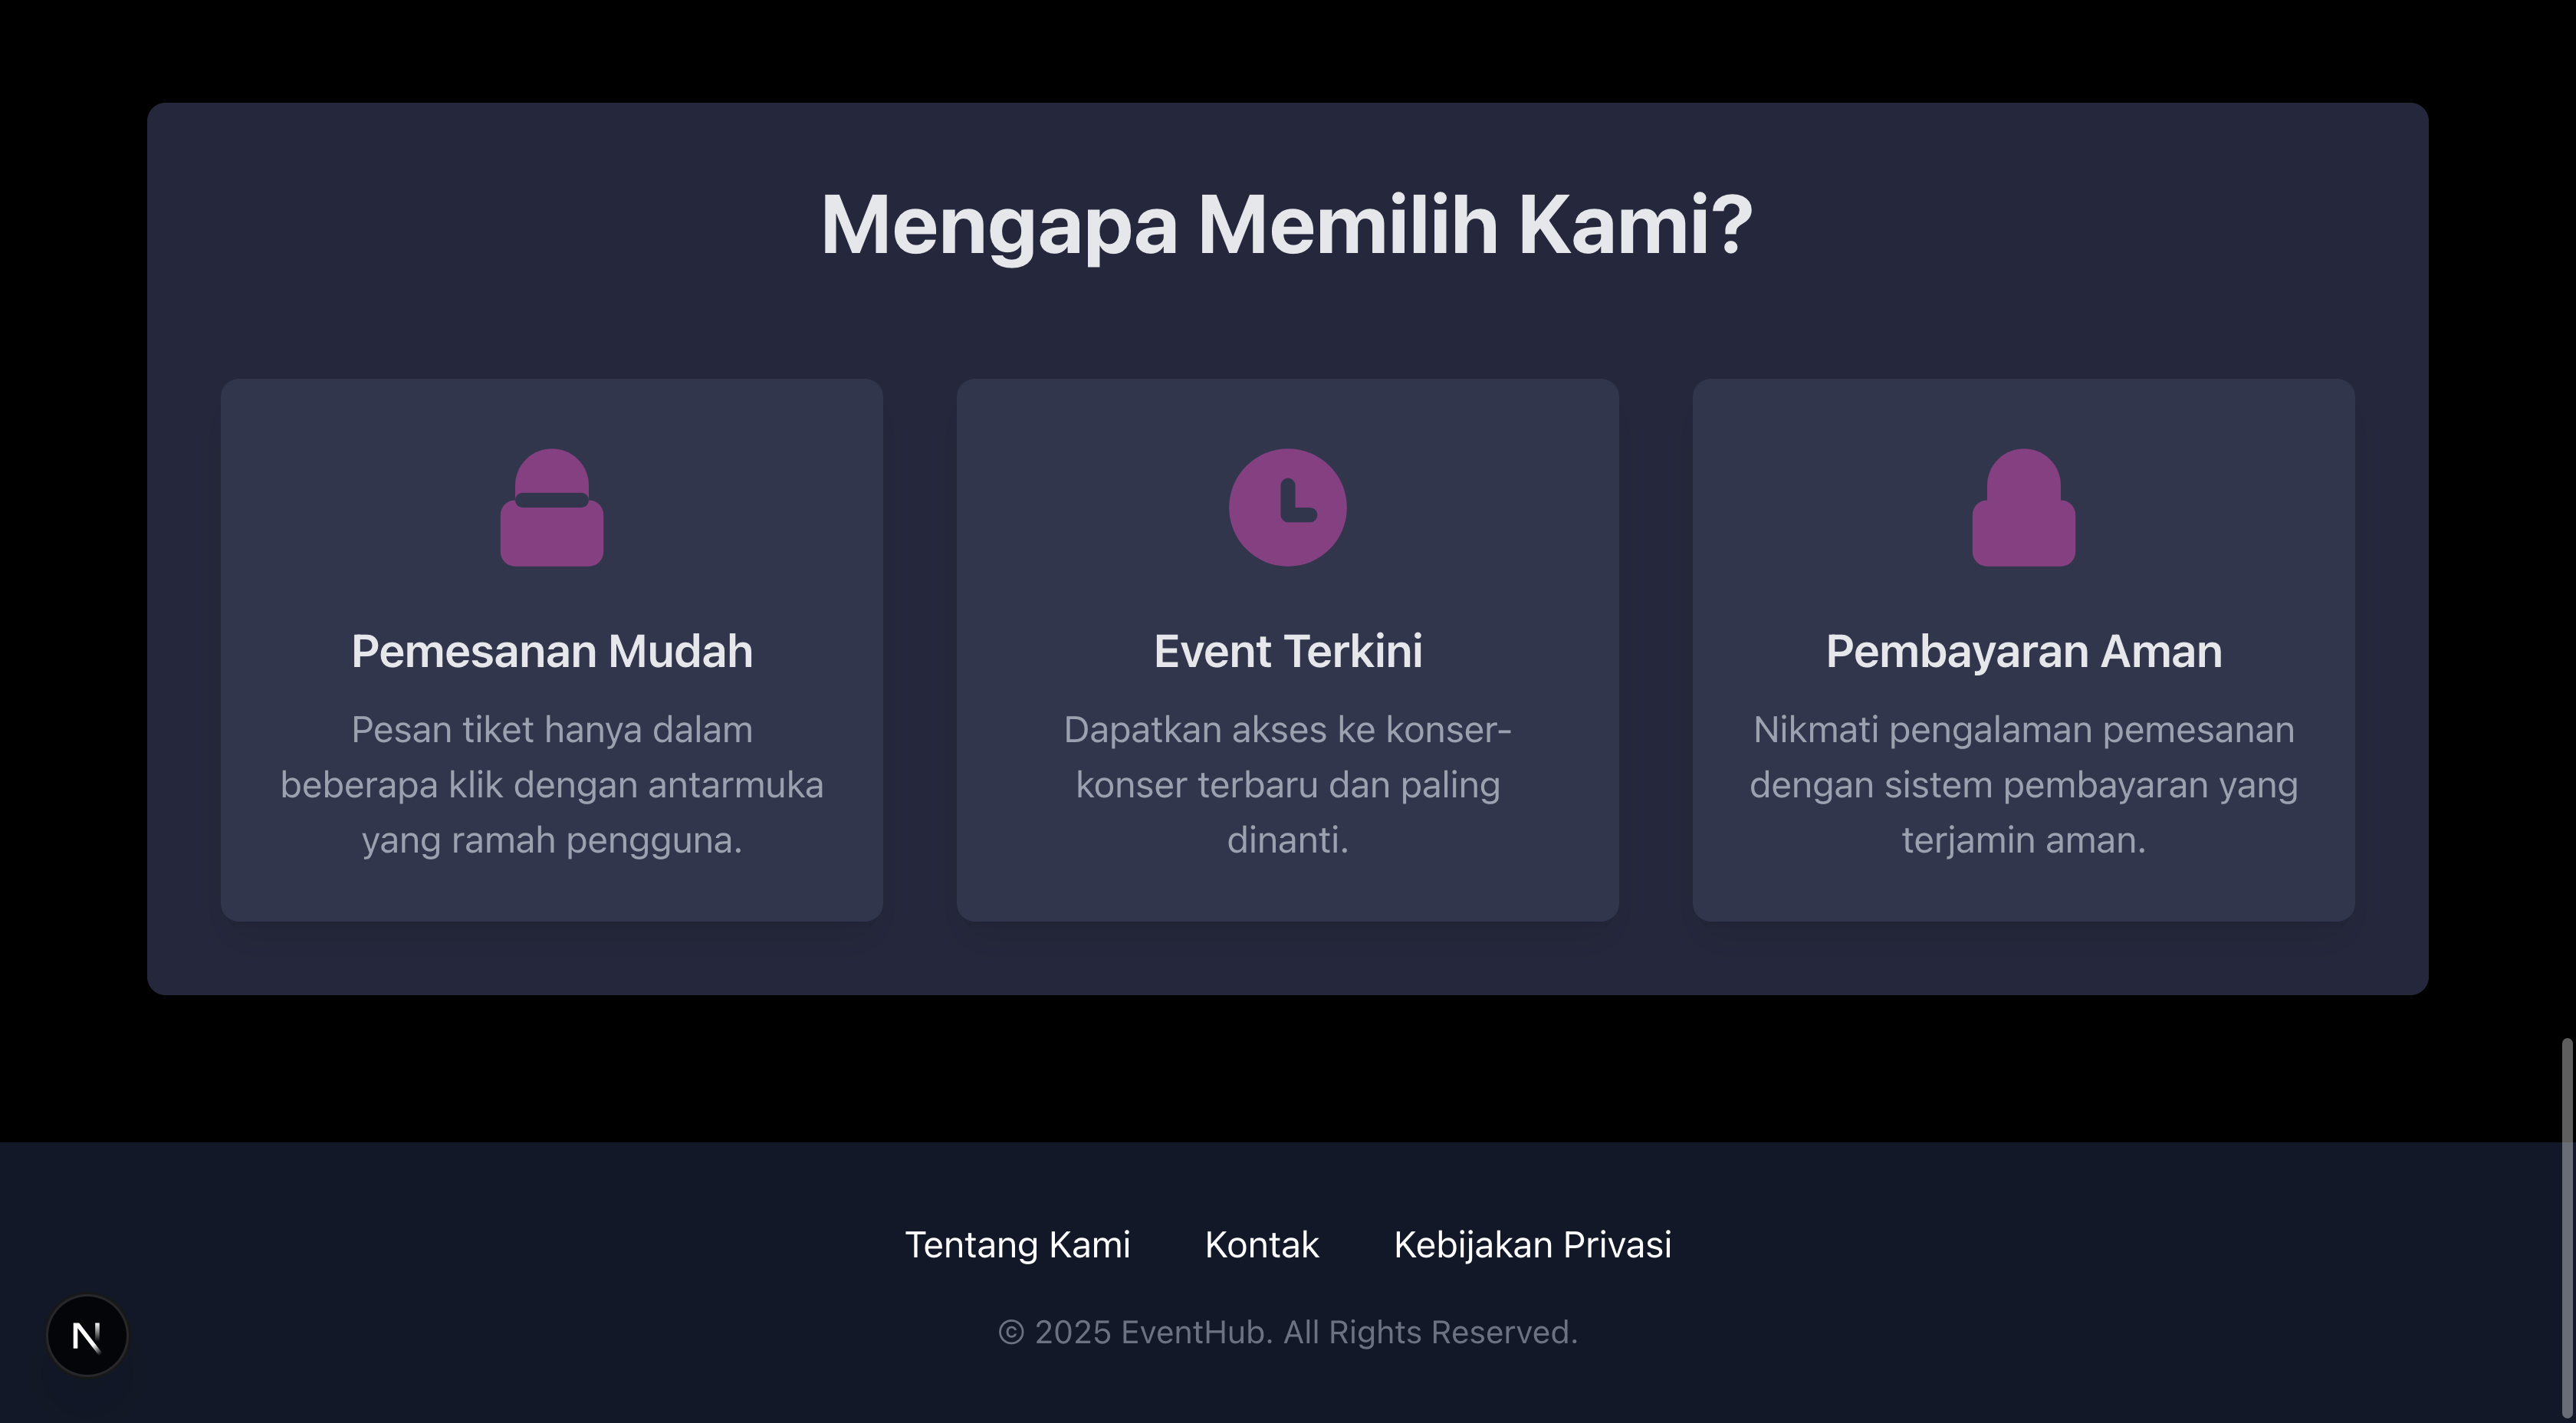 Mengapa Memilih Kami?
Pemesanan Mudah
Pesan tiket hanya dalam
beberapa klik dengan antarmuka
yang ramah pengguna.
Event Terkini
Dapatkan akses ke konser-
konser terbaru dan paling
dinanti.
Pembayaran Aman
Nikmati pengalaman pemesanan
dengan sistem pembayaran yang
terjamin aman.
Tentang Kami
Kontak
Kebijakan Privasi
© 2025 EventHub. All Rights Reserved.
N